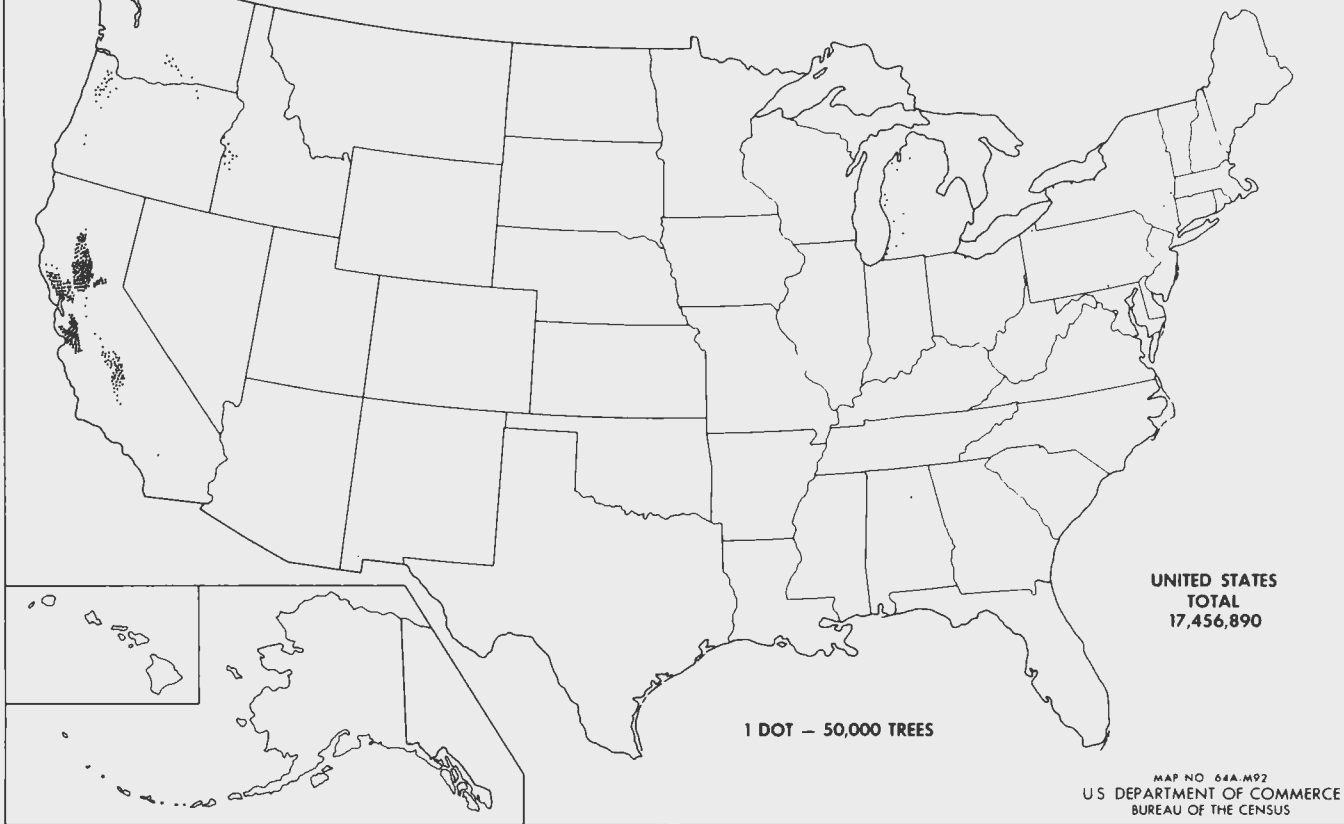 UNITED STATES
TOTAL
17,456,890
1 DOT – 50,000 TREES
MAP NO 64A-M92
U S DEPARTMENT OF COMMERCE
BUREAU OF THE CENSUS